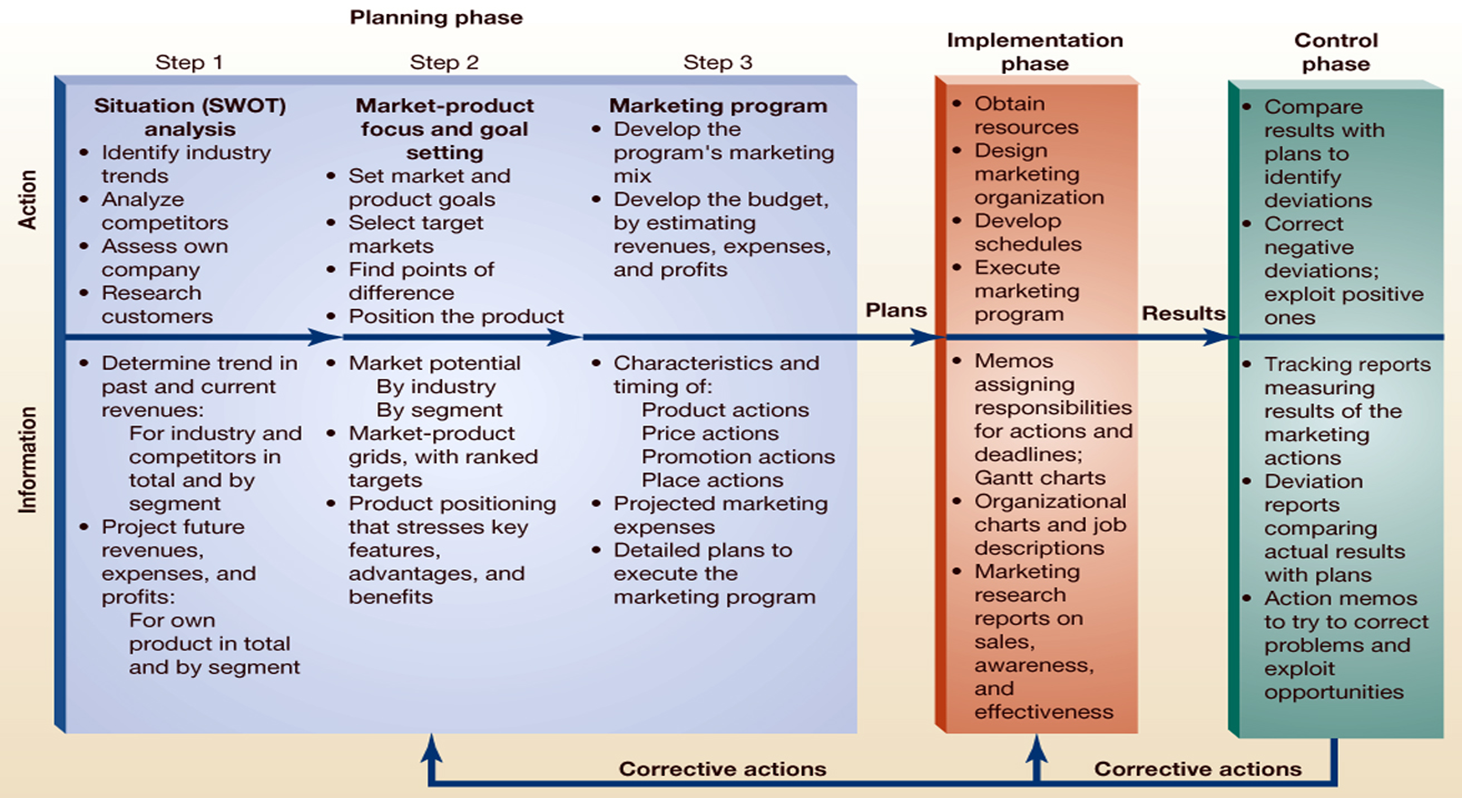 Planning phase
Step 1
Step 2
Step 3
Implementation
phase
Control
phase
Action
Situation (SWOT)
analysis
• Identify industry
trends
• Analyze
competitors
• Assess own
company
• Research
customers
Market-product
focus and goal
setting
• Set market and
product goals
• Select target
markets
• Find points of
difference
• Position the product
Marketing program
• Develop the
program's marketing
mix
• Develop the budget,
by estimating
revenues, expenses,
and profits
Plans
• Obtain
resources
• Design
marketing
organization
• Develop
schedules
• Execute
marketing
program
Results
• Compare
results with
plans to
identify
deviations
• Correct
negative
deviations;
exploit positive
ones
Information
• Determine trend in
past and current
revenues:
For industry and
competitors in
total and by
segment
• Project future
revenues,
expenses, and
profits:
For own
product in total
and by segment
• Market potential
By industry
By segment
• Market-product
grids, with ranked
targets
• Product positioning
that stresses key
features,
advantages, and
benefits
• Characteristics and
timing of:
Product actions
Price actions
Promotion actions
Place actions
• Projected marketing
expenses
• Detailed plans to
execute the
marketing program
• Memos
assigning
responsibilities
for actions and
deadlines;
Gantt charts
• Organizational
charts and job
descriptions
• Marketing
research
reports on
sales,
awareness,
and
effectiveness
• Tracking reports
measuring
results of the
marketing
actions
• Deviation
reports
comparing
actual results
with plans
• Action memos
to try to correct
problems and
exploit
opportunities
Corrective actions
Corrective actions